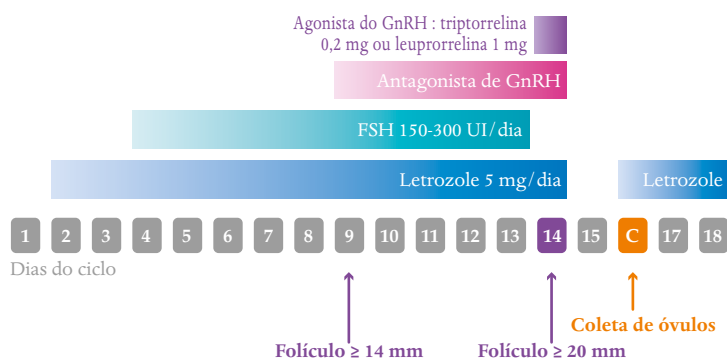 Agonista do GnRH : triptorrelina
0,2 mg ou leuprorrelina 1 mg
Antagonista de GnRH
FSH 150-300 UI/dia
Letrozole 5 mg/dia
Letrozole
1 2 3 4 5 6 7 8 9 10 11 12 13 14 15 C 17 18
Dias do ciclo
Coleta de óvulos
Folículo ≥ 14 mm
Folículo ≥ 20 mm